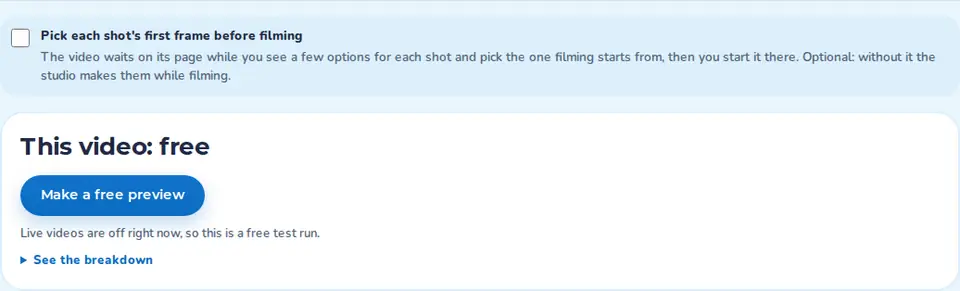 Pick each shot's first frame before filming
The video waits on its page while you see a few options for each shot and pick the one filming starts from, then you start it there. Optional: without it the
studio makes them while filming.
This video: free
Make a free preview
Live videos are off right now, so this is a free test run.
See the breakdown